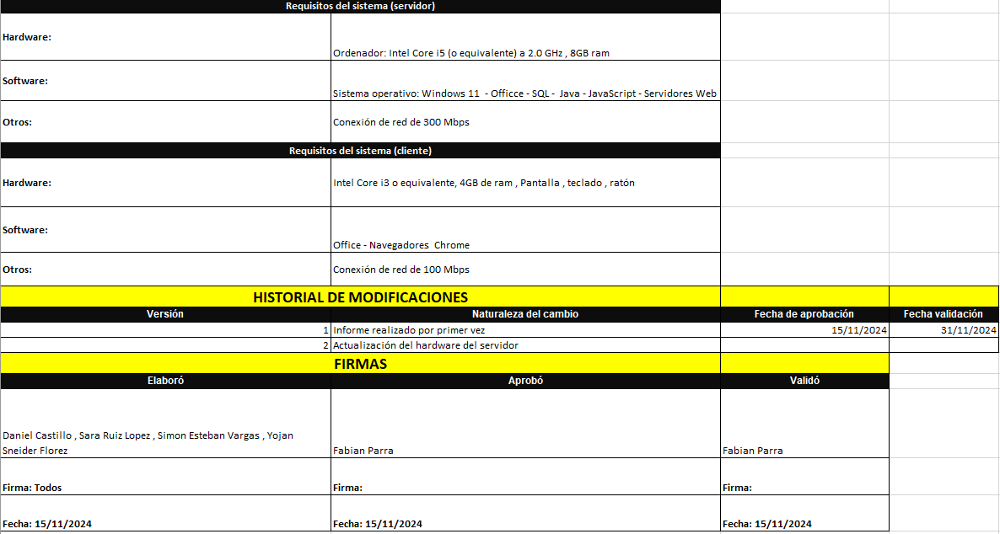 Requisitos del sistema (servidor)
Hardware:
Ordenador: Intel Core i5 (o equivalente) a 2.0 GHz , 8GB ram
Software:
Sistema operativo: Windows 11 - Officce - SQL - Java - JavaScript - Servidores Web
Otros:
Conexión de red de 300 Mbps
Requisitos del sistema (cliente)
Hardware:
Intel Core i3 o equivalente, 4GB de ram , Pantalla , teclado , ratón
Software:
Office - Navegadores Chrome
Otros:
Conexión de red de 100 Mbps
HISTORIAL DE MODIFICACIONES
Versión Naturaleza del cambio Fecha de aprobación Fecha validación
1 Informe realizado por primer vez 15/11/2024 31/11/2024
2 Actualización del hardware del servidor
FIRMAS
Elaboró Aprobó Validó
Daniel Castillo , Sara Ruiz Lopez , Simon Esteban Vargas , Yojan
Sneider Florez Fabian Parra Fabian Parra
Firma: Todos Firma: Firma:
Fecha: 15/11/2024 Fecha: 15/11/2024 Fecha: 15/11/2024